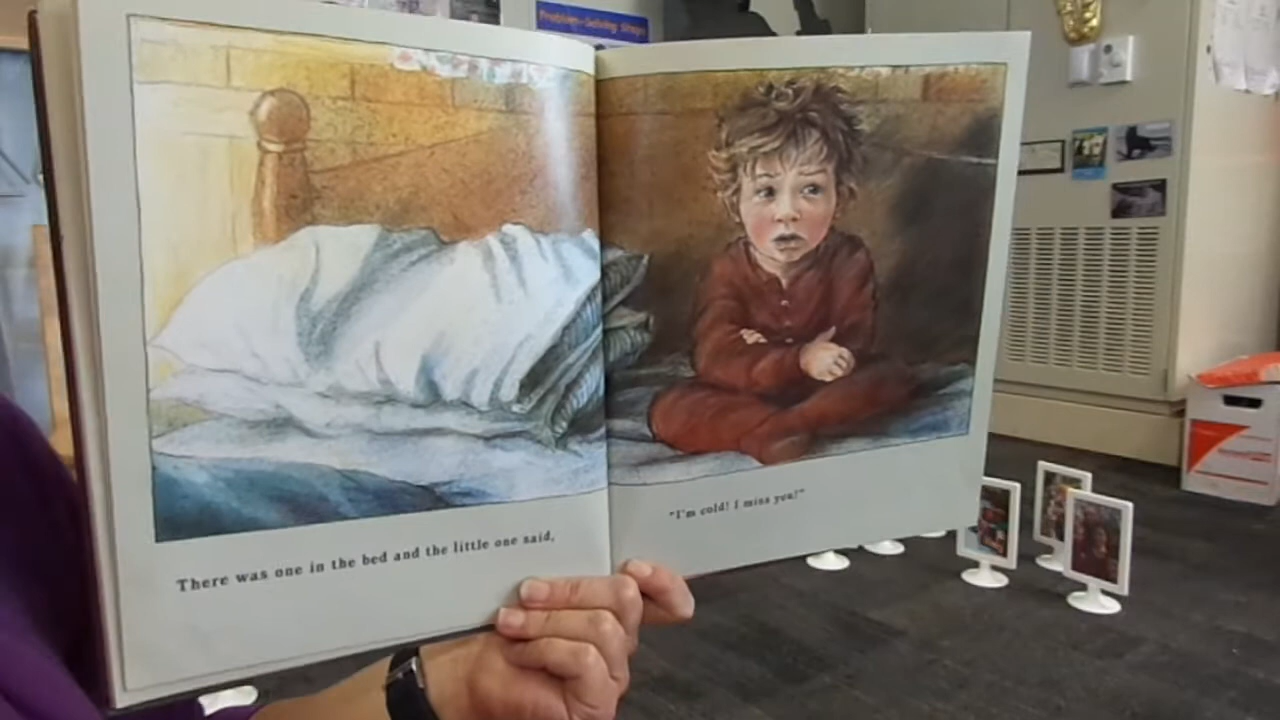 Problem-Solving Steps
There was one in the bed and the little one said,
"I'm cold! I miss you!"